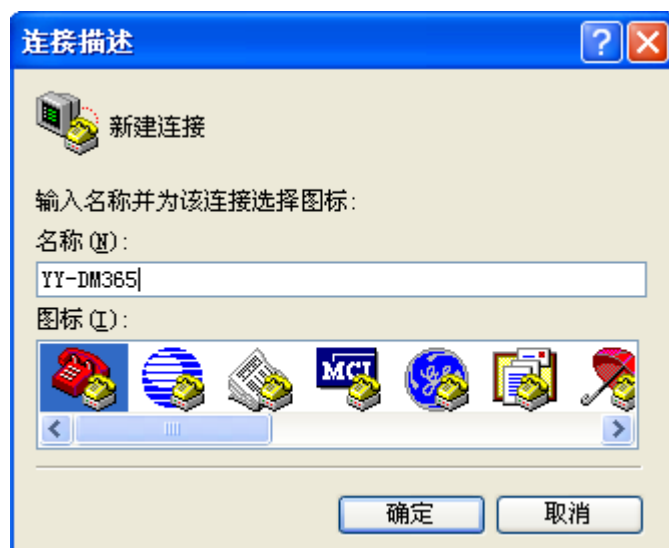 连接描述
新建连接
输入名称并为该连接选择图标:
名称(N):
YY-DM365
图标(I):
MCI
确定
取消